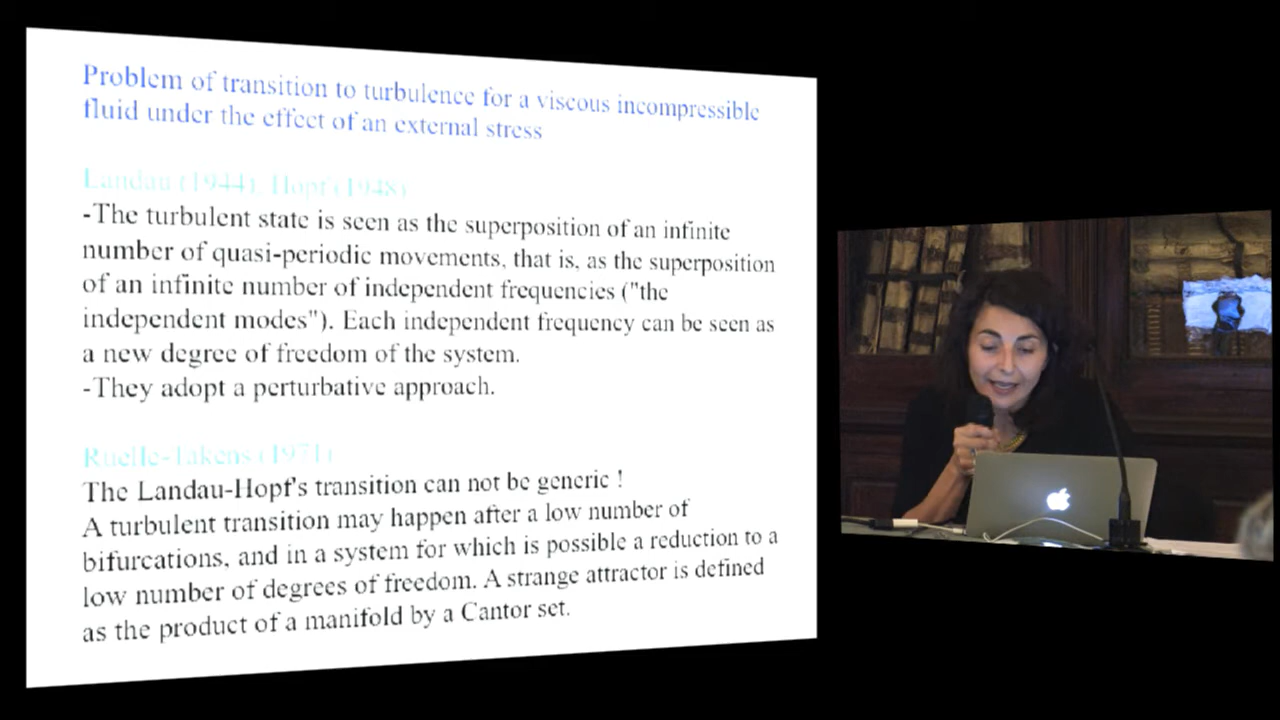 Problem of transition to turbulence for a viscous incompressible
fluid under the effect of an external stress
Landau (1944), Hopf (1948)
-The turbulent state is seen as the superposition of an infinite
number of quasi-periodic movements, that is, as the superposition
of an infinite number of independent frequencies ("the
independent modes"). Each independent frequency can be seen as
a new degree of freedom of the system.
-They adopt a perturbative approach.
Ruelle-Takens (1971)
The Landau-Hopf's transition can not be generic !
A turbulent transition may happen after a low number of
bifurcations, and in a system for which is possible a reduction to a
low number of degrees of freedom. A strange attractor is defined
as the product of a manifold by a Cantor set.